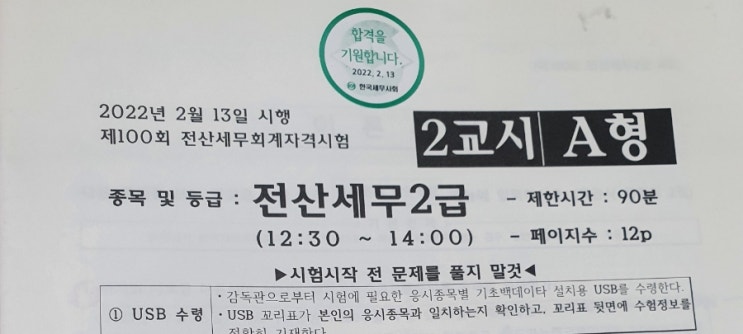 합격을
기원합니다.
2022. 2. 13
한국세무사회
2022년 2월 13일 시행
제100회 전산세무회계자격시험
2교시 A형
종목 및 등급 : 전산세무2급 - 제한시간 : 90분
(12:30 ~ 14:00) - 페이지수 : 12p
▶시험시작 전 문제를 풀지 말것◀
① USB 수령
· 감독관으로부터 시험에 필요한 응시종목별 기초백데이타 설치용 USB를 수령한다.
· USB 꼬리표가 본인의 응시종목과 일치하는지 확인하고, 꼬리표 뒷면에 수험정보를
정확히 기재한다.